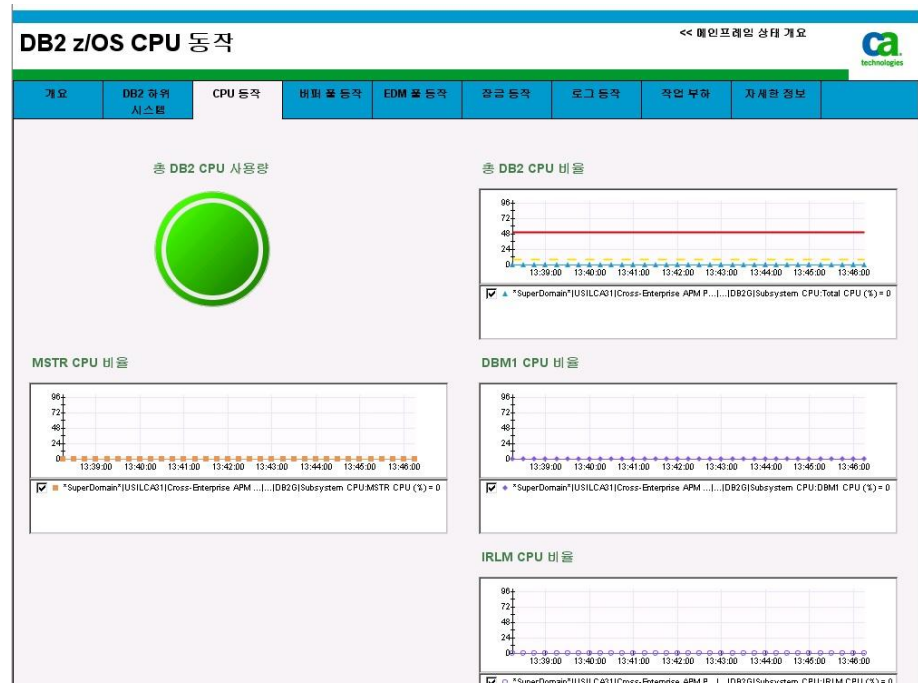 DB2 z/OS CPU 동작
<< 메인프레임 상태 개요
ca
technologies
개요
DB2 하위
시스템
CPU 동작
버퍼 풀 동작
EDM 풀 동작
잠금 동작
로그 동작
작업 부하
자세한 정보
총 DB2 CPU 사용량
총 DB2 CPU 비율
96
72
48
24
0
13:39:00 13:40:00 13:41:00 13:42:00 13:43:00 13:44:00 13:45:00 13:46:00
*SuperDomain*|USILCA31|Cross-Enterprise APM P...|...|DB2G|Subsystem CPU:Total CPU (%) = 0
MSTR CPU 비율
96
72
48
24
0
13:39:00 13:40:00 13:41:00 13:42:00 13:43:00 13:44:00 13:45:00 13:46:00
*SuperDomain*|USILCA31|Cross-Enterprise APM ...|...|DB2G|Subsystem CPU:MSTR CPU (%) = 0
DBM1 CPU 비율
96
72
48
24
0
13:39:00 13:40:00 13:41:00 13:42:00 13:43:00 13:44:00 13:45:00 13:46:00
*SuperDomain*|USILCA31|Cross-Enterprise APM ...|...|DB2G|Subsystem CPU:DBM1 CPU (%) = 0
IRLM CPU 비율
96
72
48
24
0
13:39:00 13:40:00 13:41:00 13:42:00 13:43:00 13:44:00 13:45:00 13:46:00
*SuperDomain*|USILCA31|Cross-Enterprise APM P...|...|DB2G|Subsystem CPU:IRLM CPU (%) = 0